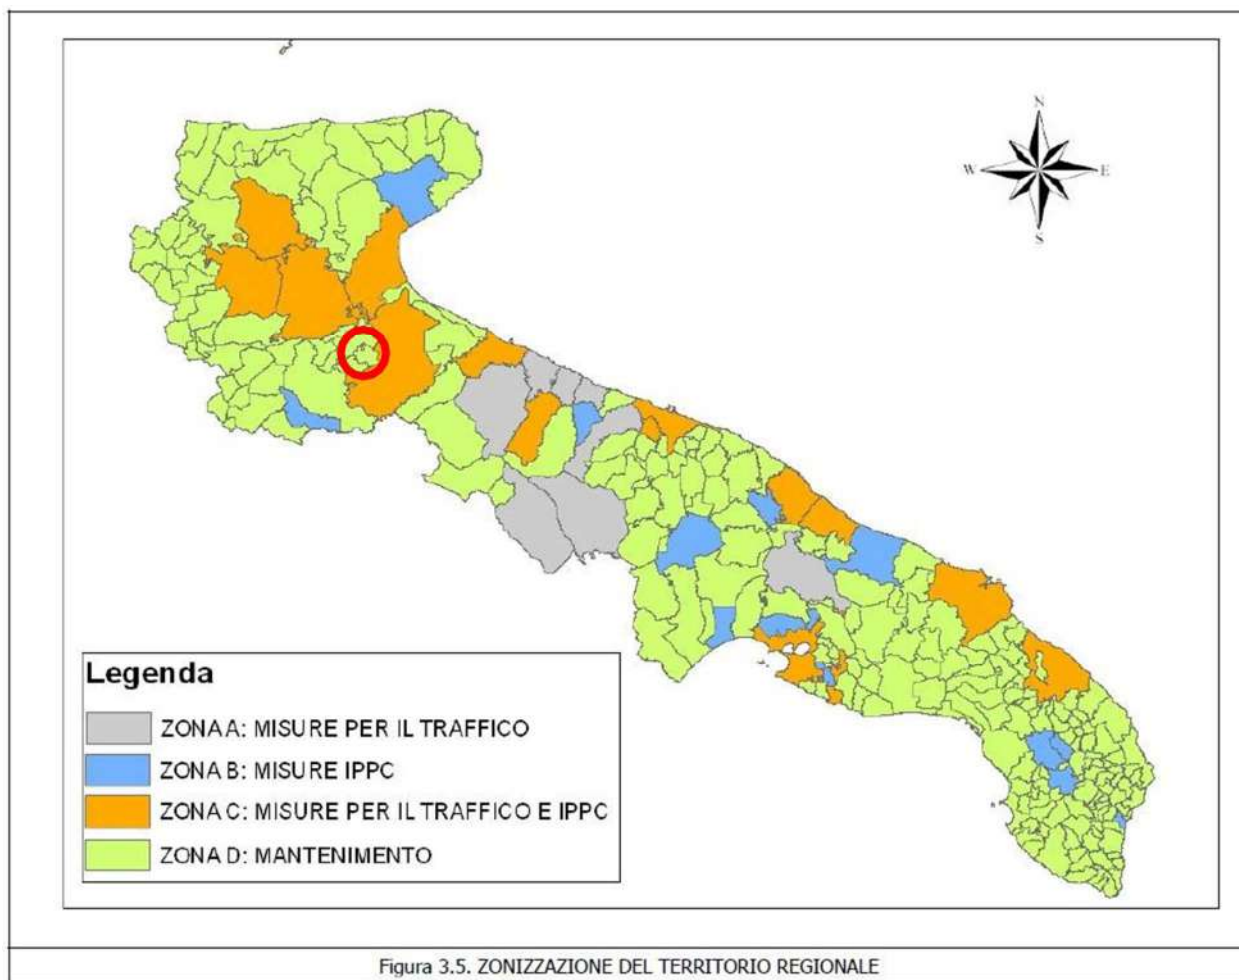 N
W E
S
Legenda
ZONA A: MISURE PER IL TRAFFICO
ZONA B: MISURE IPPC
ZONA C: MISURE PER IL TRAFFICO E IPPC
ZONA D: MANTENIMENTO
Figura 3.5. ZONIZZAZIONE DEL TERRITORIO REGIONALE